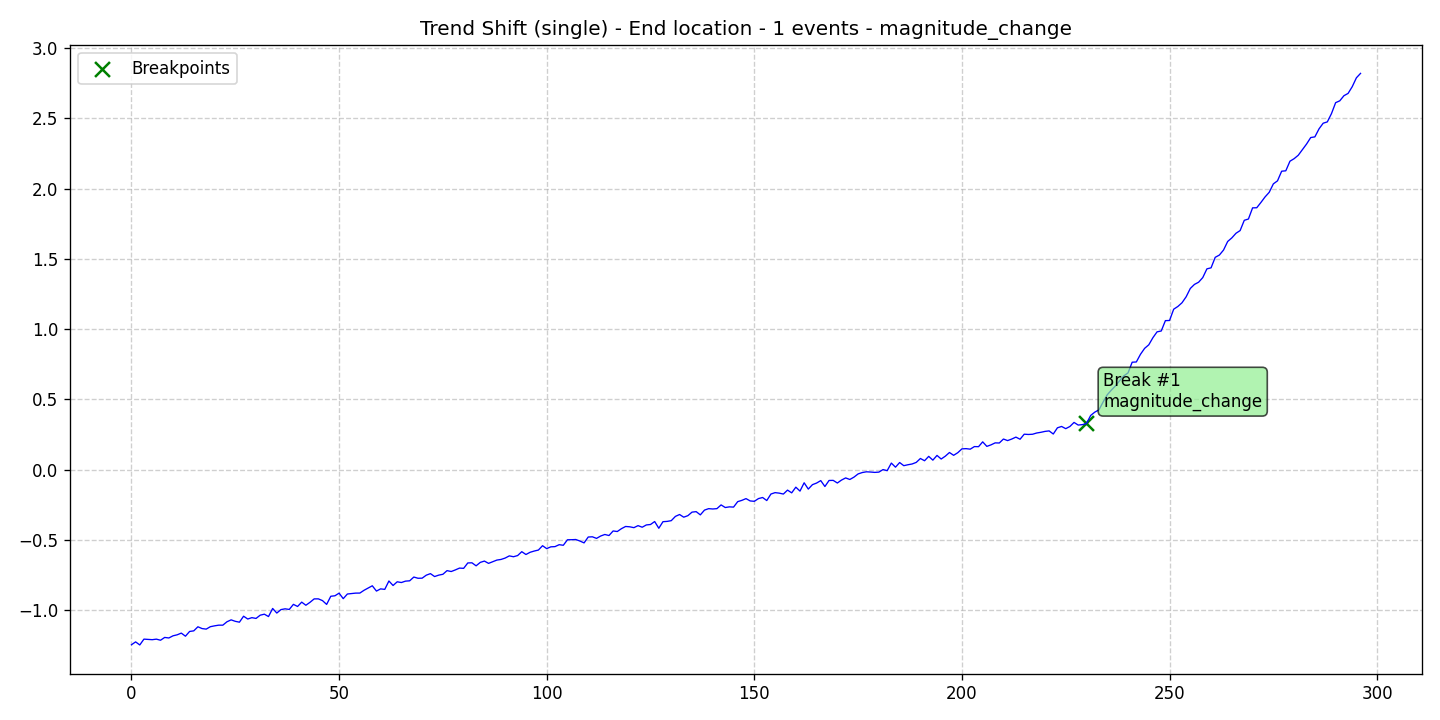 Trend Shift (single) - End location - 1 events - magnitude_change
Breakpoints
3.0
2.5
2.0
1.5
1.0
0.5
0.0
−0.5
−1.0
Break #1
magnitude_change
0 50 100 150 200 250 300